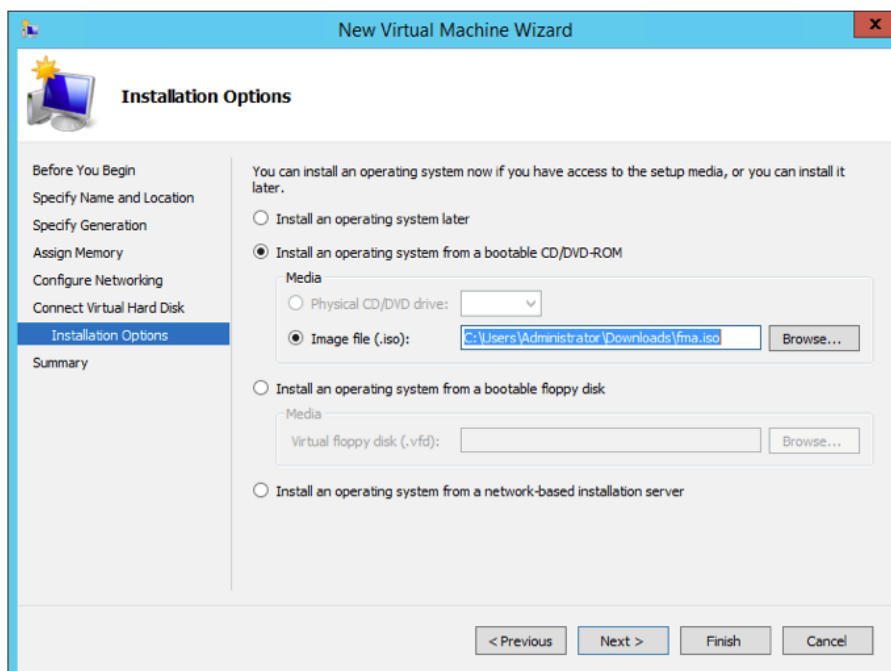 New Virtual Machine Wizard
x
Installation Options
Before You Begin
Specify Name and Location
Specify Generation
Assign Memory
Configure Networking
Connect Virtual Hard Disk
Installation Options
Summary
You can install an operating system now if you have access to the setup media, or you can install it
later.
Install an operating system later
Install an operating system from a bootable CD/DVD-ROM
Media
Physical CD/DVD drive:
Image file (.iso):
C:\Users\Administrator\Downloads\fma.iso
Browse...
Install an operating system from a bootable floppy disk
Media
Virtual floppy disk (.vfd):
Browse...
Install an operating system from a network-based installation server
< Previous
Next >
Finish
Cancel